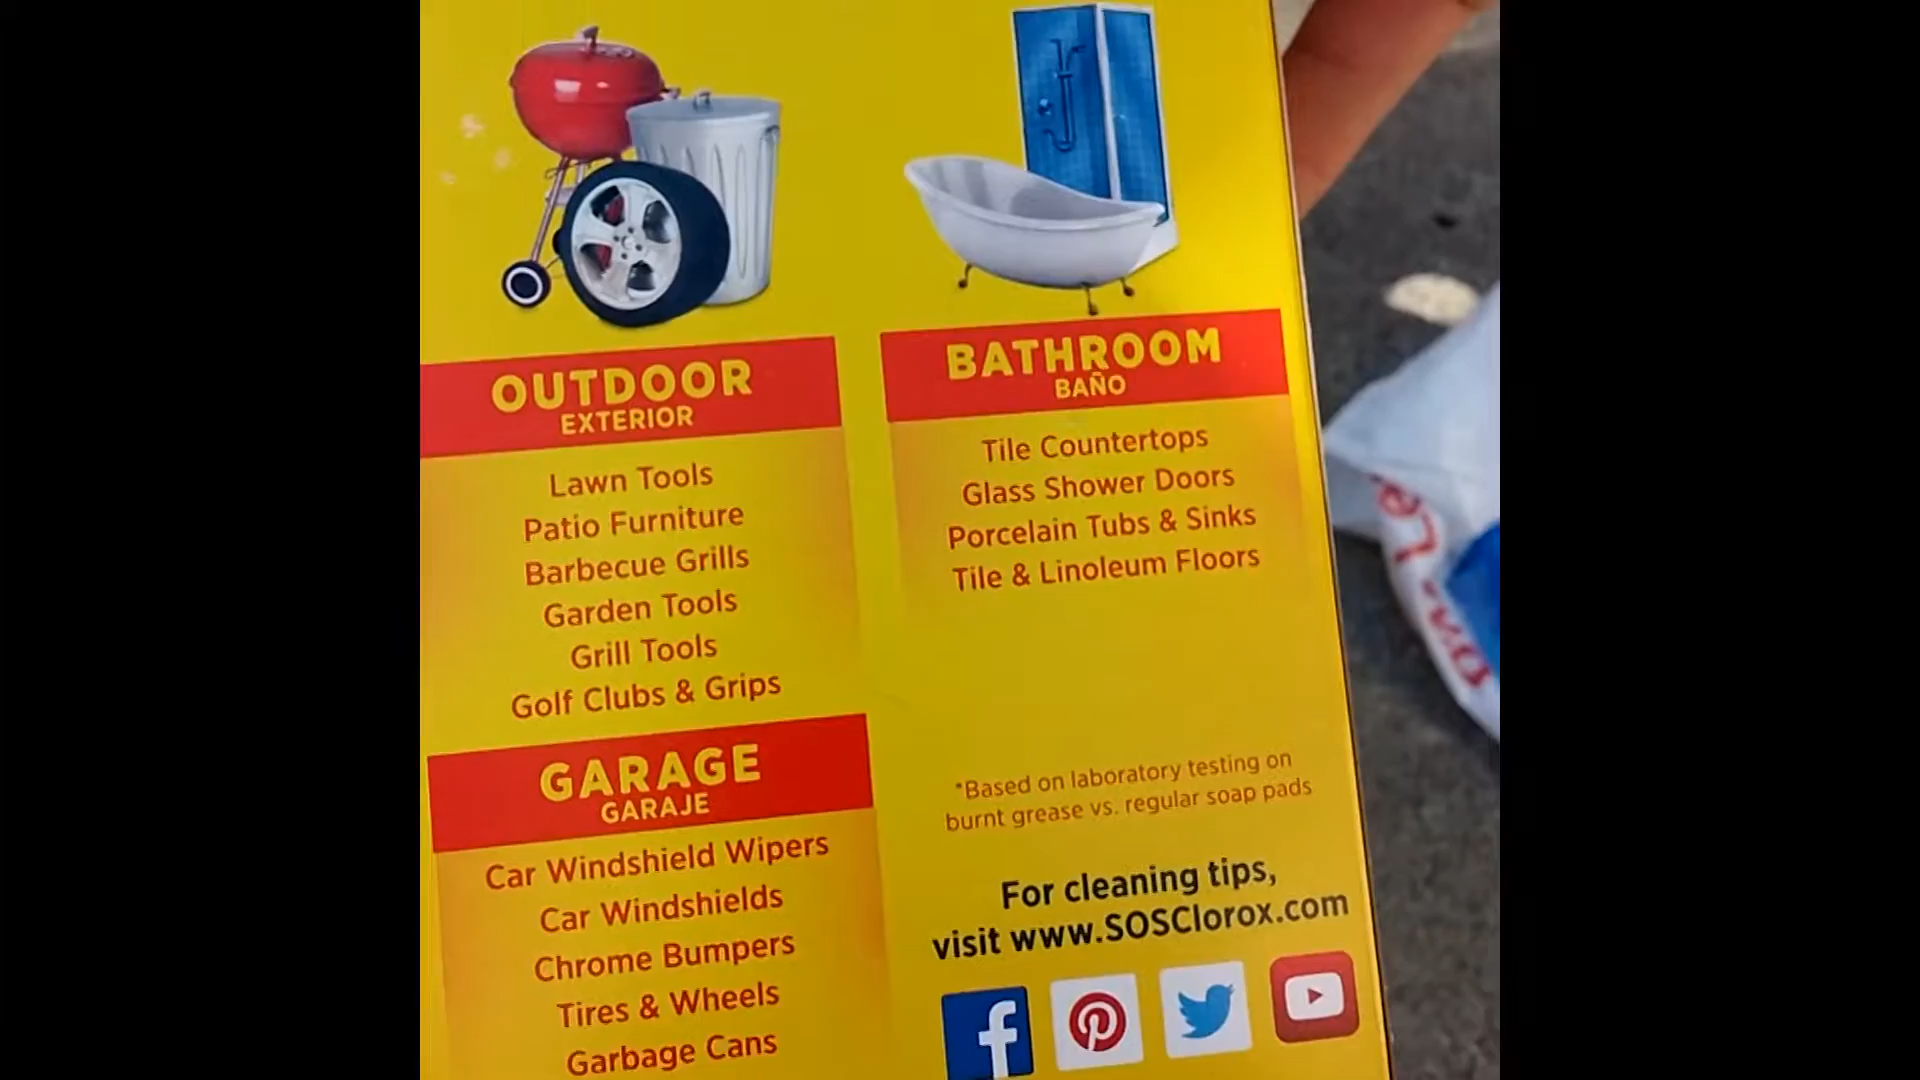 OUTDOOR
EXTERIOR
Lawn Tools
Patio Furniture
Barbecue Grills
Garden Tools
Grill Tools
Golf Clubs & Grips
GARAGE
GARAJE
Car Windshield Wipers
Car Windshields
Chrome Bumpers
Tires & Wheels
Garbage Cans
BATHROOM
BAÑO
Tile Countertops
Glass Shower Doors
Porcelain Tubs & Sinks
Tile & Linoleum Floors
*Based on laboratory testing on
burnt grease vs. regular soap pads
For cleaning tips,
visit www.SOSClorox.com